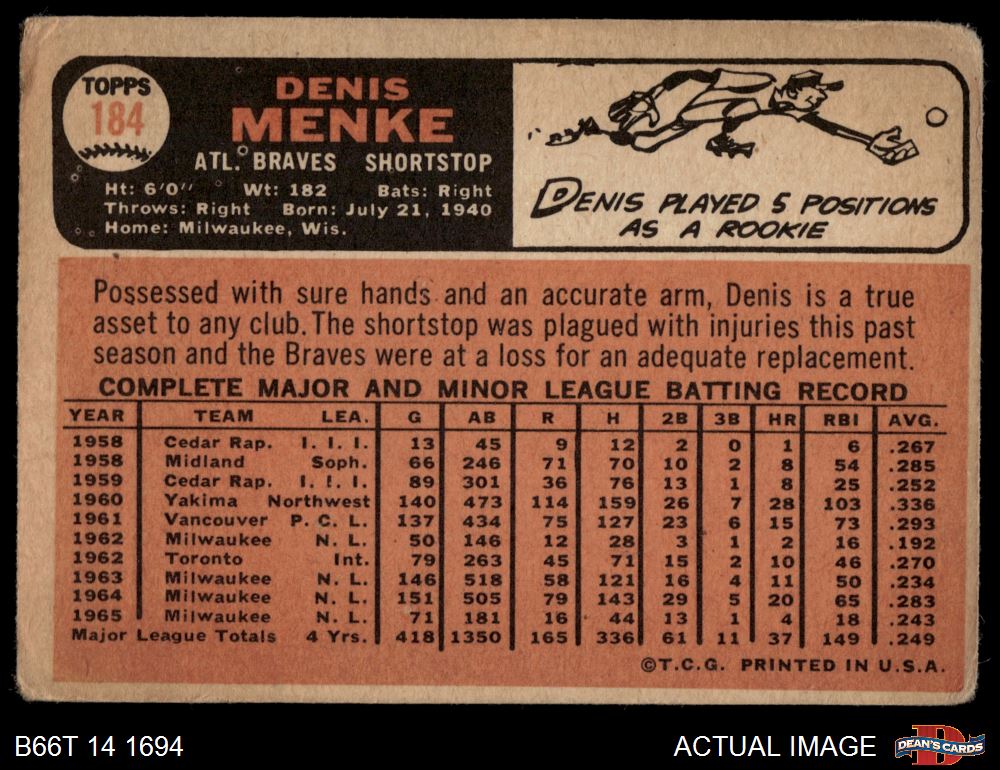 TOPPS
184
DENIS
MENKE
ATL. BRAVES SHORTSTOP
Ht: 6'0" Wt: 182 Bats: Right
Throws: Right Born: July 21, 1940
Home: Milwaukee, Wis.
DENIS PLAYED 5 POSITIONS
AS A ROOKIE
Possessed with sure hands and an accurate arm, Denis is a true
asset to any club. The shortstop was plagued with injuries this past
season and the Braves were at a loss for an adequate replacement.
COMPLETE MAJOR AND MINOR LEAGUE BATTING RECORD
YEAR TEAM LEA. G AB R H 2B 3B HR RBI AVG.
1958 Cedar Rap. I. I. I. 13 45 9 12 2 0 1 6 .267
1958 Midland Soph. 66 246 71 70 10 2 8 54 .285
1959 Cedar Rap. I. I. I. 89 301 36 76 13 1 8 25 .252
1960 Yakima Northwest 140 473 114 159 26 7 28 103 .336
1961 Vancouver P. C. L. 137 434 75 127 23 6 15 73 .293
1962 Milwaukee N. L. 50 146 12 28 3 1 2 16 .192
1962 Toronto Int. 79 263 45 71 15 2 10 46 .270
1963 Milwaukee N. L. 146 518 58 121 16 4 11 50 .234
1964 Milwaukee N. L. 151 505 79 143 29 5 20 65 .283
1965 Milwaukee N. L. 71 181 16 44 13 1 4 18 .243
Major League Totals 4 Yrs. 418 1350 165 336 61 11 37 149 .249
©T.C.G. PRINTED IN U.S.A.
B66T 14 1694
ACTUAL IMAGE
DEAN'S CARDS